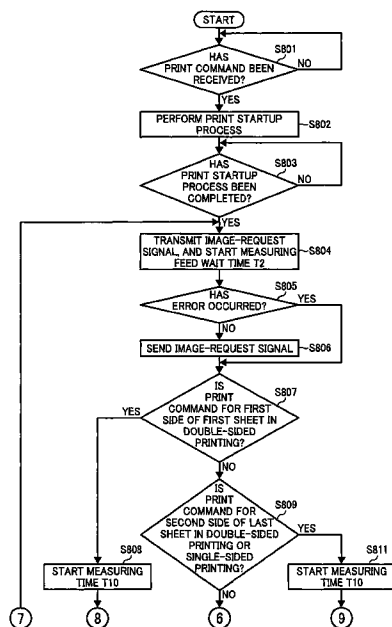 START
S801
HAS
PRINT COMMAND BEEN
RECEIVED?
NO
YES
PERFORM PRINT STARTUP
PROCESS
S802
S803
HAS
PRINT STARTUP
PROCESS BEEN
COMPLETED?
NO
YES
TRANSMIT IMAGE-REQUEST
SIGNAL, AND START MEASURING
FEED WAIT TIME T2
S804
S805
HAS
ERROR OCCURRED?
YES
NO
SEND IMAGE-REQUEST SIGNAL
S806
S807
IS
PRINT
COMMAND FOR FIRST
SIDE OF FIRST SHEET IN
DOUBLE-SIDED
PRINTING?
YES
NO
S809
IS
PRINT
COMMAND FOR
SECOND SIDE OF LAST
SHEET IN DOUBLE-SIDED
PRINTING OR
SINGLE-SIDED
PRINTING?
YES
NO
S808
START MEASURING
TIME T10
S811
START MEASURING
TIME T10
7
8
6
9